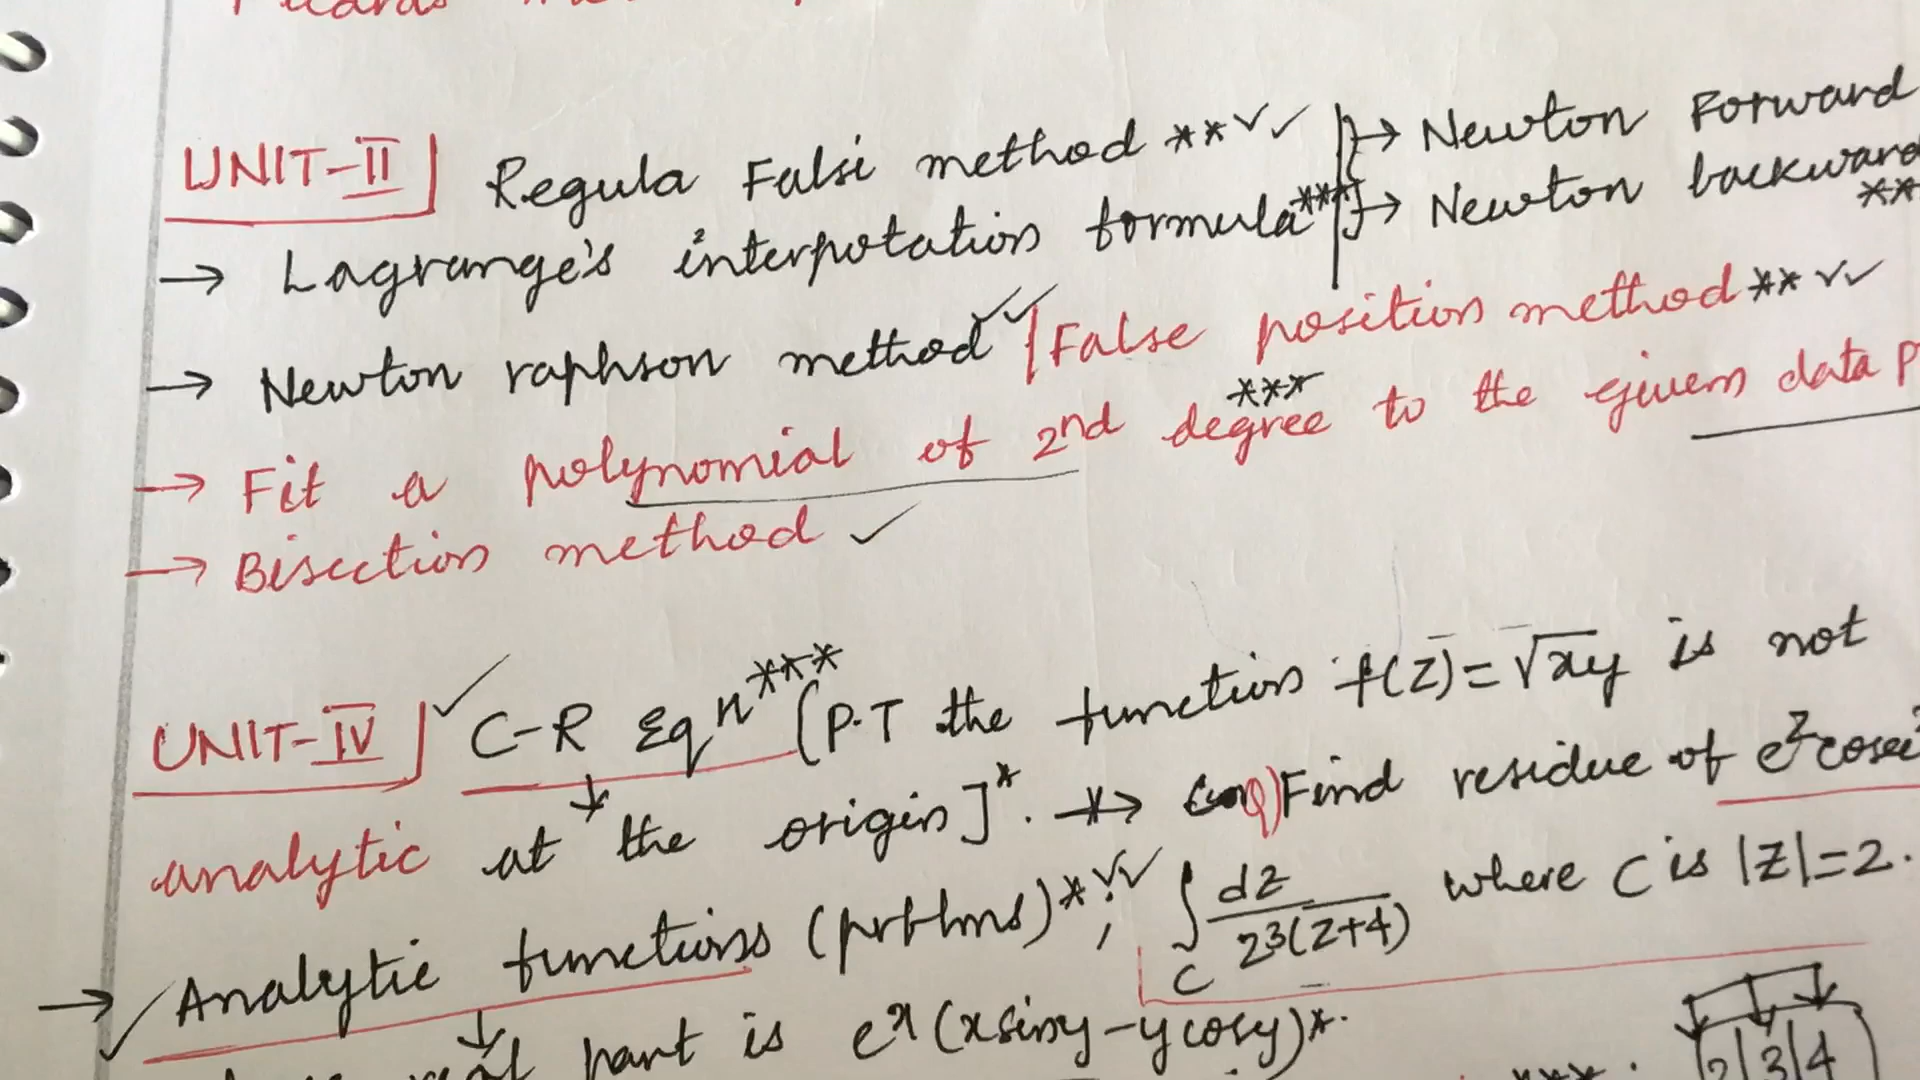 UNIT-II Regula Falsi method **✓✓ } → Newton Forward
→ Lagrange's interpotation formula*** } → Newton backward **
→ Newton raphson method ✓✓ | False position method ** ✓✓
→ Fit a polynomial of 2nd degree *** to the given data P
→ Bisection method ✓
UNIT-IV ✓ C-R Eqn*** (P.T the function f(z)=√xy is not
analytic at the origin]*. → q) Find residue of e^z cosec
→ ✓ Analytic functions (prblms)*✓✓; ∫_C dz/z³(z+4) where C is |z|=2.
part is e^x(xsiny-ycosy)*.
*** . 2|3|4